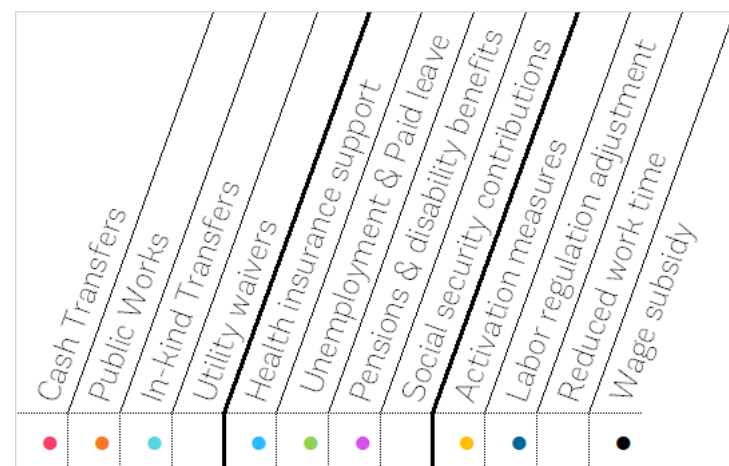 Cash Transfers
Public Works
In-kind Transfers
Utility waivers
Health insurance support
Unemployment & Paid leave
Pensions & disability benefits
Social security contributions
Activation measures
Labor regulation adjustment
Reduced work time
Wage subsidy